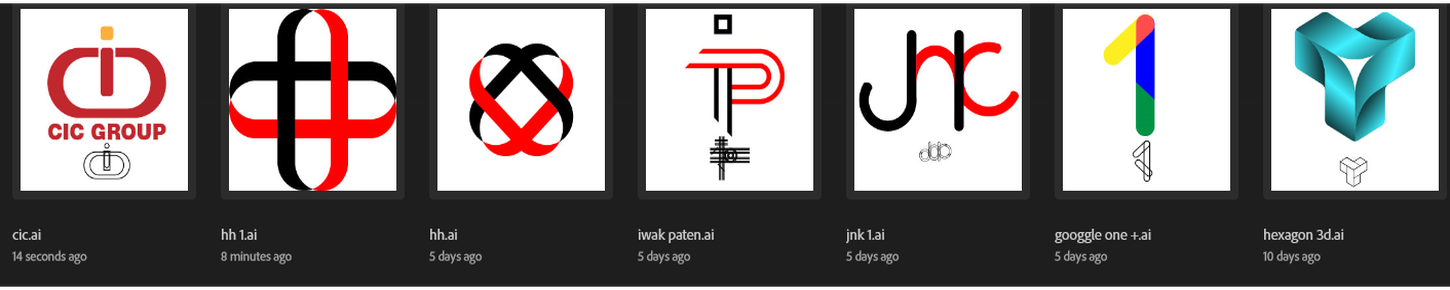 CIC GROUP
cic.ai
14 seconds ago
hh 1.ai
8 minutes ago
hh.ai
5 days ago
iwak paten.ai
5 days ago
jnk 1.ai
5 days ago
googgle one +.ai
5 days ago
hexagon 3d.ai
10 days ago